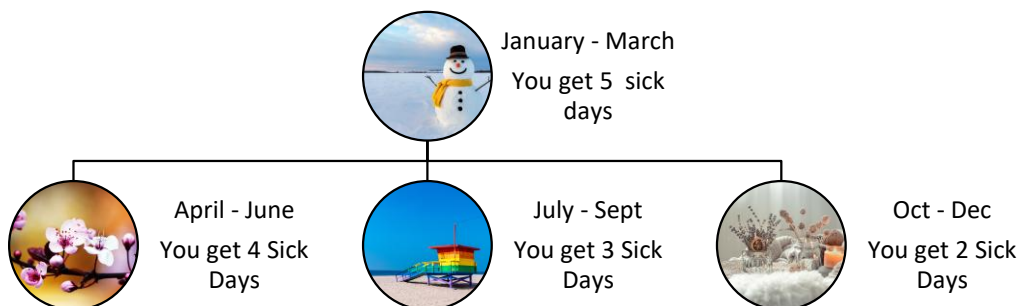 January - March
You get 5  sick
days
April - June
You get 4 Sick
Days
July - Sept
You get 3 Sick
Days
Oct - Dec
You get 2 Sick
Days